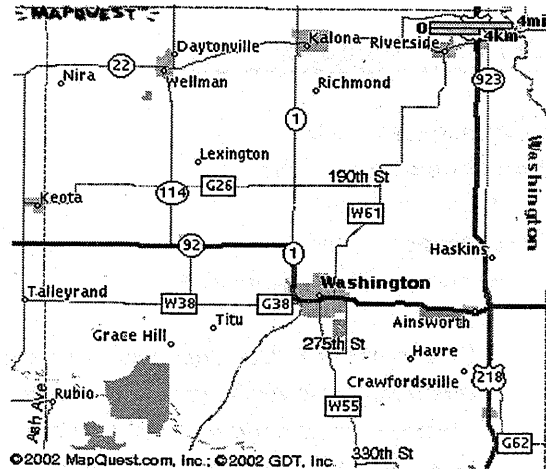 MAPQUEST
0 4mi
4km
Daytonville
Kalona
Riverside
22
Nira
Wellman
923
Richmond
1
Washington
Lexington
190th St
114
G26
Keota
W61
92
1
Haskins
Washington
Talleyrand
W38
G38
Titu
Ainsworth
Grace Hill
275th St
Havre
Crawfordsville
218
Rubio
Ash Ave
W55
330th St
G62
©2002 MapQuest.com, Inc.; ©2002 GDT, Inc.